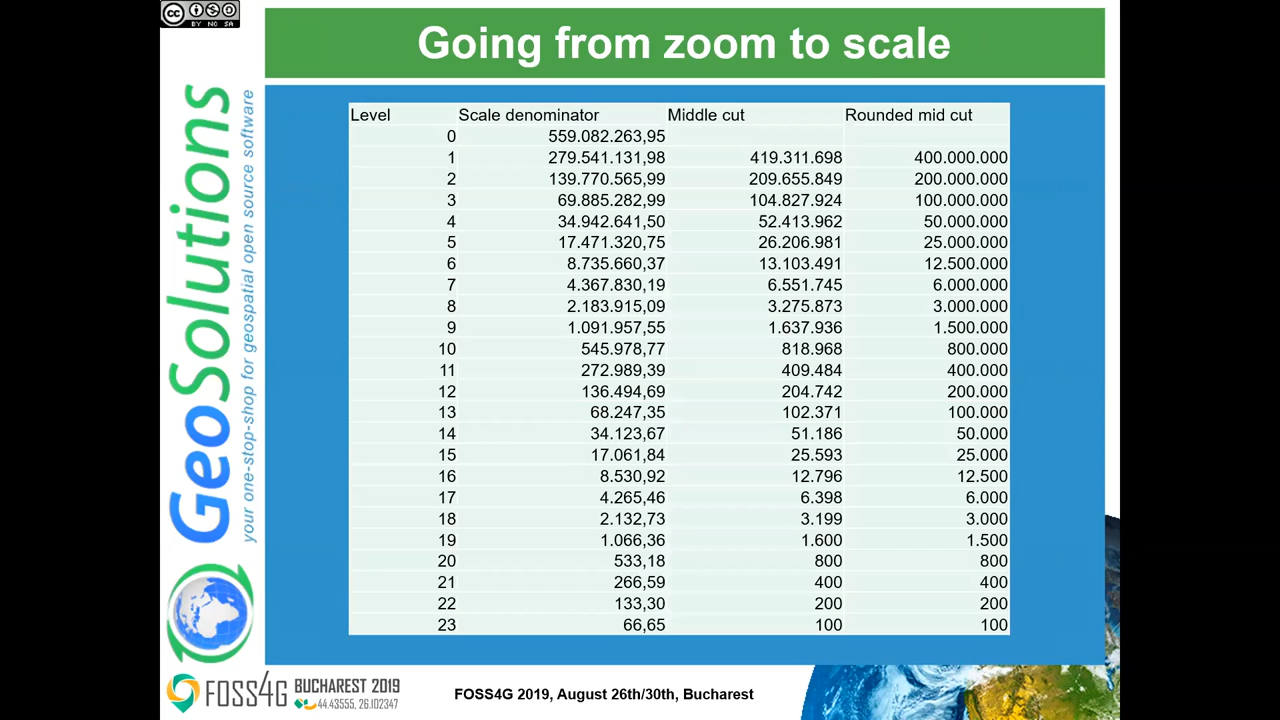 cc BY NC SA
Going from zoom to scale
GeoSolutions
your one-stop-shop for geospatial open source software
Level Scale denominator Middle cut Rounded mid cut
0 559.082.263,95
1 279.541.131,98 419.311.698 400.000.000
2 139.770.565,99 209.655.849 200.000.000
3 69.885.282,99 104.827.924 100.000.000
4 34.942.641,50 52.413.962 50.000.000
5 17.471.320,75 26.206.981 25.000.000
6 8.735.660,37 13.103.491 12.500.000
7 4.367.830,19 6.551.745 6.000.000
8 2.183.915,09 3.275.873 3.000.000
9 1.091.957,55 1.637.936 1.500.000
10 545.978,77 818.968 800.000
11 272.989,39 409.484 400.000
12 136.494,69 204.742 200.000
13 68.247,35 102.371 100.000
14 34.123,67 51.186 50.000
15 17.061,84 25.593 25.000
16 8.530,92 12.796 12.500
17 4.265,46 6.398 6.000
18 2.132,73 3.199 3.000
19 1.066,36 1.600 1.500
20 533,18 800 800
21 266,59 400 400
22 133,30 200 200
23 66,65 100 100
FOSS4G BUCHAREST 2019
44.43555, 26.102347
FOSS4G 2019, August 26th/30th, Bucharest